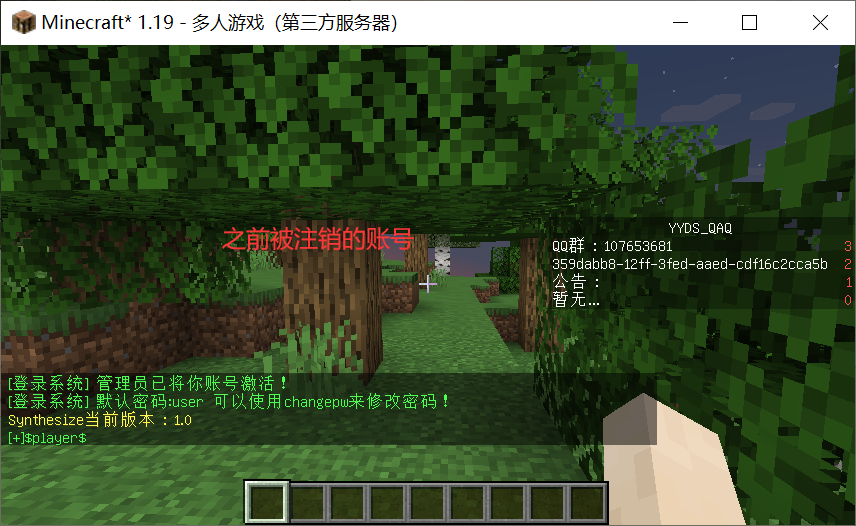 Minecraft* 1.19 - 多人游戏（第三方服务器）
之前被注销的账号
YYDS_QAQ
QQ群：107653681 3
359dabb8-12ff-3fed-aaed-cdf16c2cca5b 2
公告： 1
暂无... 0
[登录系统] 管理员已将你账号激活！
[登录系统] 默认密码:user 可以使用changepw来修改密码！
Synthesize当前版本：1.0
[+]$player$